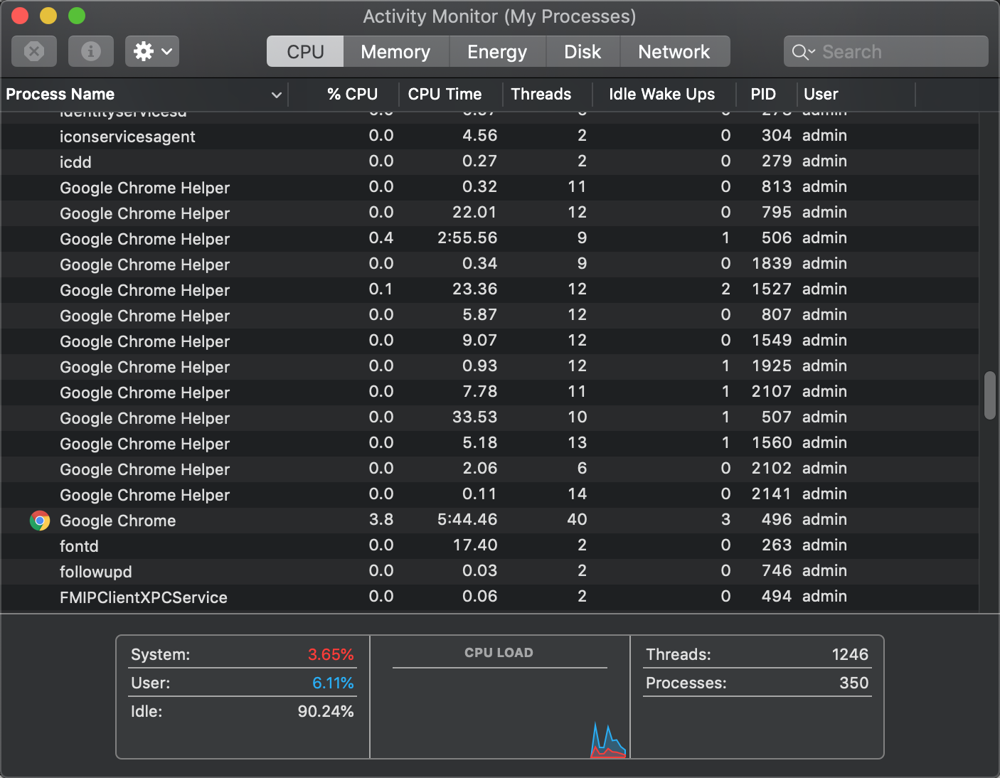 Activity Monitor (My Processes)
CPU Memory Energy Disk Network Search
Process Name % CPU CPU Time Threads Idle Wake Ups PID User
identityservicesd admin
iconservicesagent 0.0 4.56 2 0 304 admin
icdd 0.0 0.27 2 0 279 admin
Google Chrome Helper 0.0 0.32 11 0 813 admin
Google Chrome Helper 0.0 22.01 12 0 795 admin
Google Chrome Helper 0.4 2:55.56 9 1 506 admin
Google Chrome Helper 0.0 0.34 9 0 1839 admin
Google Chrome Helper 0.1 23.36 12 2 1527 admin
Google Chrome Helper 0.0 5.87 12 0 807 admin
Google Chrome Helper 0.0 9.07 12 0 1549 admin
Google Chrome Helper 0.0 0.93 12 1 1925 admin
Google Chrome Helper 0.0 7.78 11 1 2107 admin
Google Chrome Helper 0.0 33.53 10 1 507 admin
Google Chrome Helper 0.0 5.18 13 1 1560 admin
Google Chrome Helper 0.0 2.06 6 0 2102 admin
Google Chrome Helper 0.0 0.11 14 0 2141 admin
Google Chrome 3.8 5:44.46 40 3 496 admin
fontd 0.0 17.40 2 0 263 admin
followupd 0.0 0.03 2 0 746 admin
FMIPClientXPCService 0.0 0.06 2 0 494 admin
System: 3.65%
User: 6.11%
Idle: 90.24%
CPU LOAD
Threads: 1246
Processes: 350